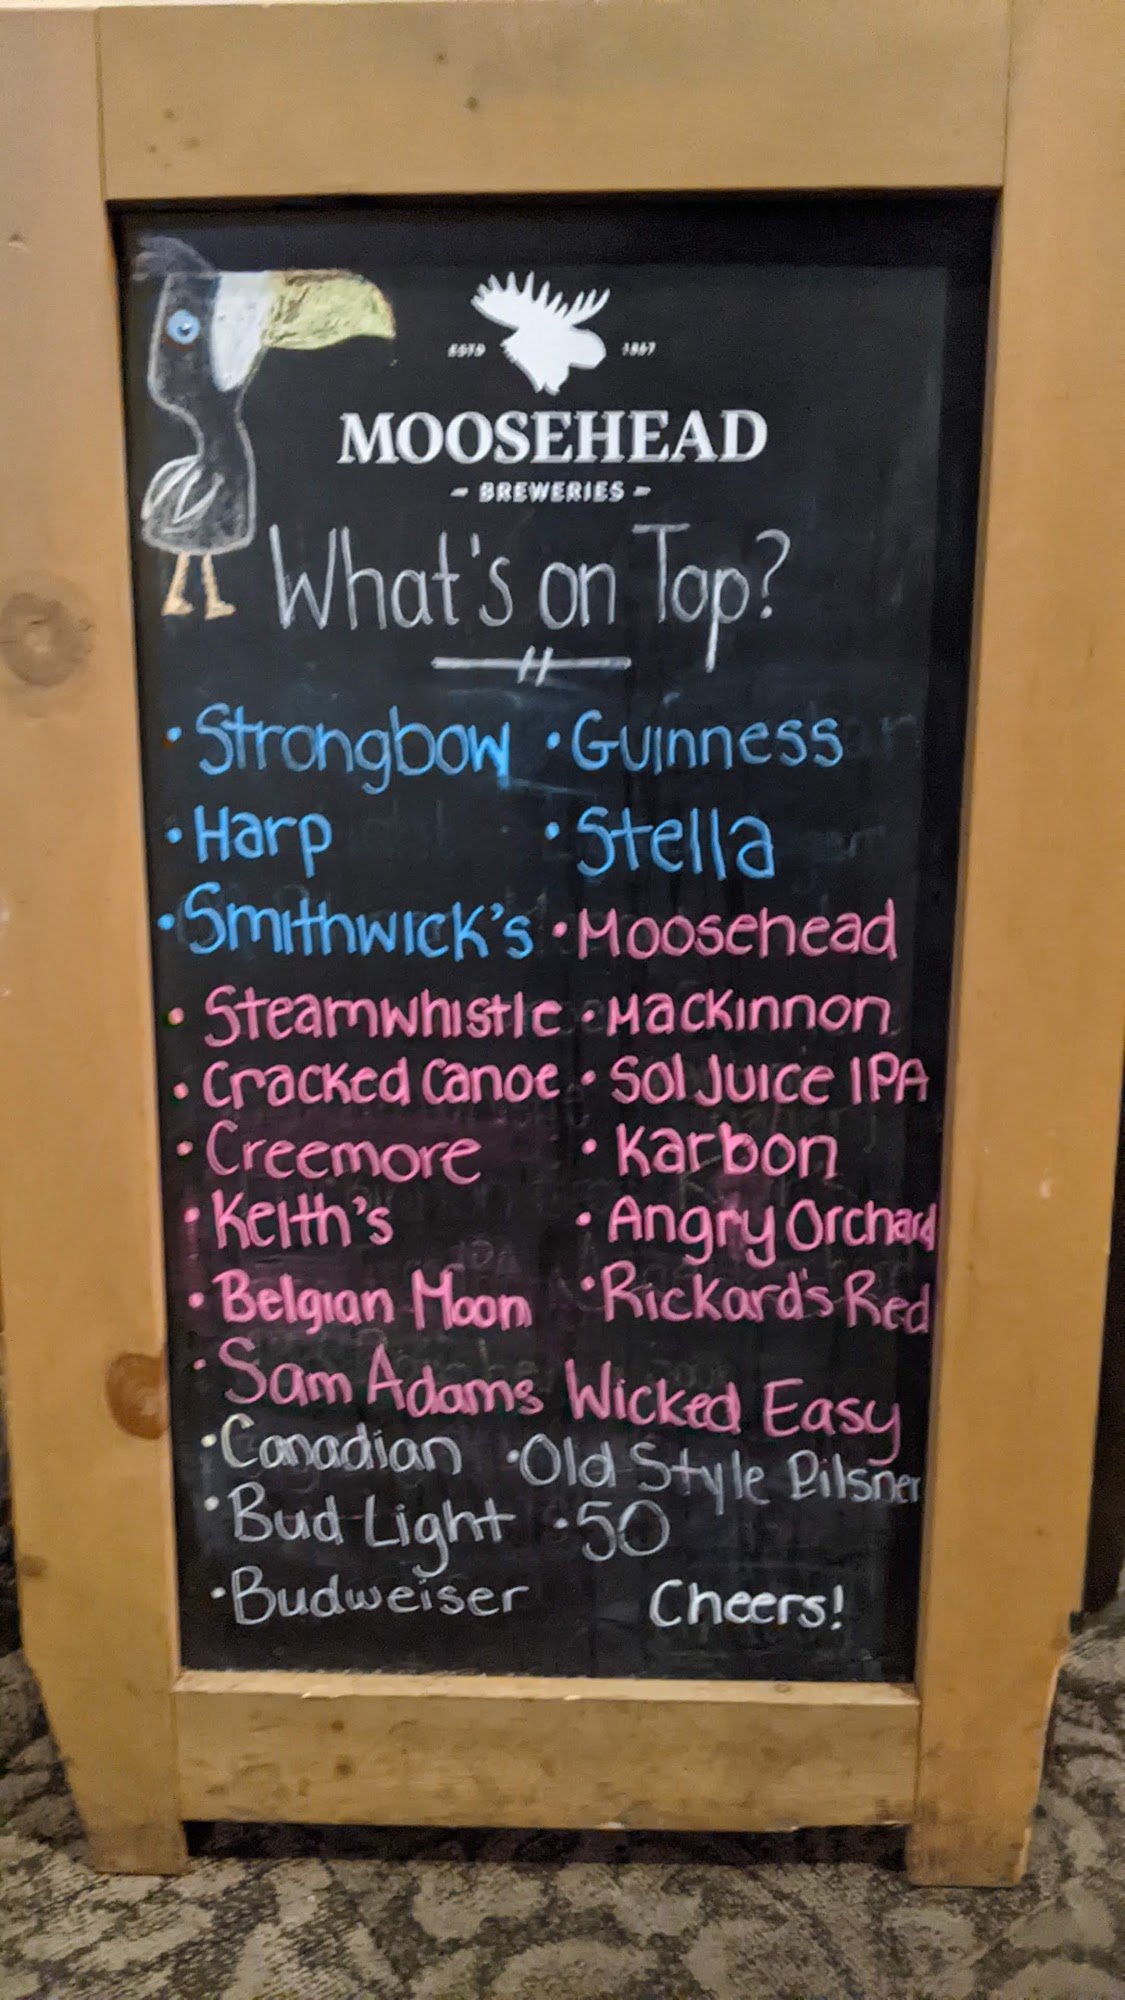 ESTD 1867
MOOSEHEAD
- BREWERIES -
What's on Tap?
• Strongbow • Guinness
• Harp • Stella
• Smithwick's • Moosehead
• Steamwhistle • Mackinnon
• Cracked Canoe • Sol Juice IPA
• Creemore • Karbon
• Keith's • Angry Orchard
• Belgian Moon • Rickard's Red
• Sam Adams Wicked Easy
• Canadian • Old Style Pilsner
• Bud Light • 50
• Budweiser Cheers!